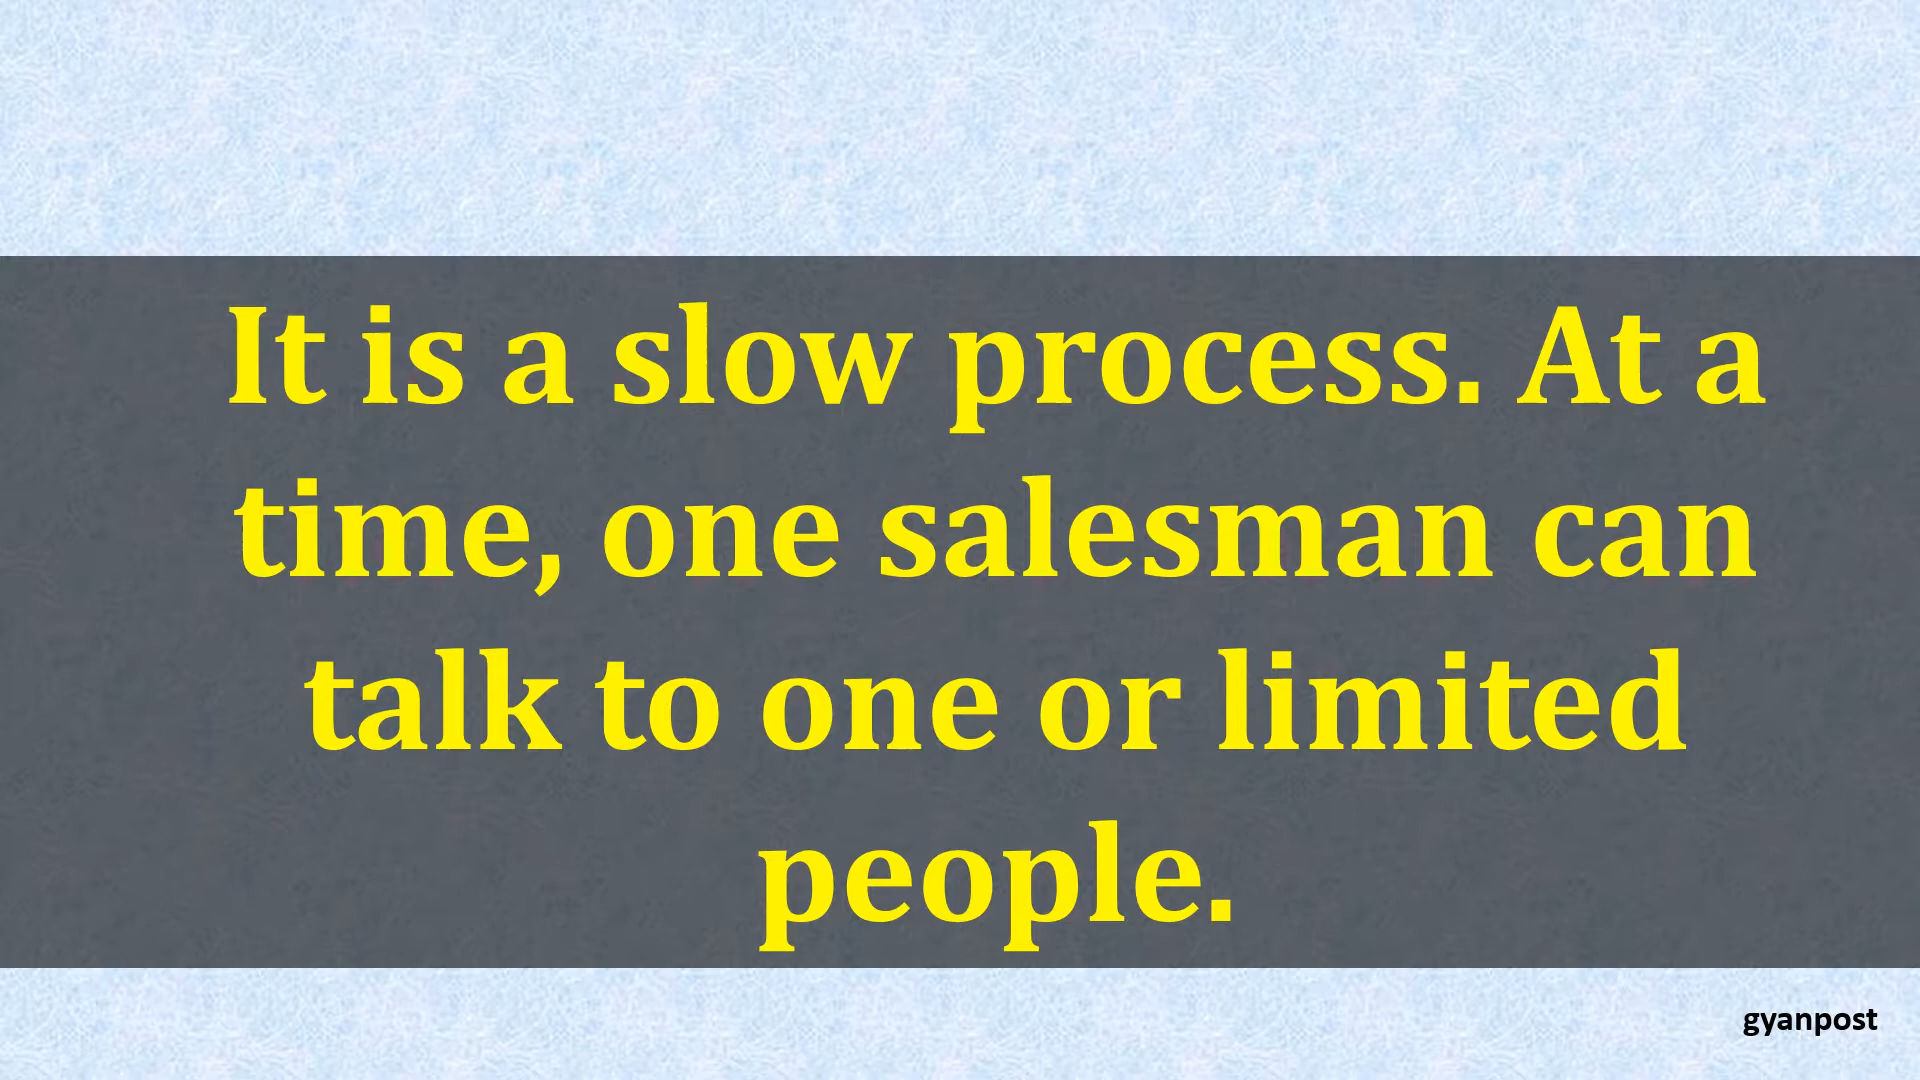 It is a slow process. At a
time, one salesman can
talk to one or limited
people.
gyanpost